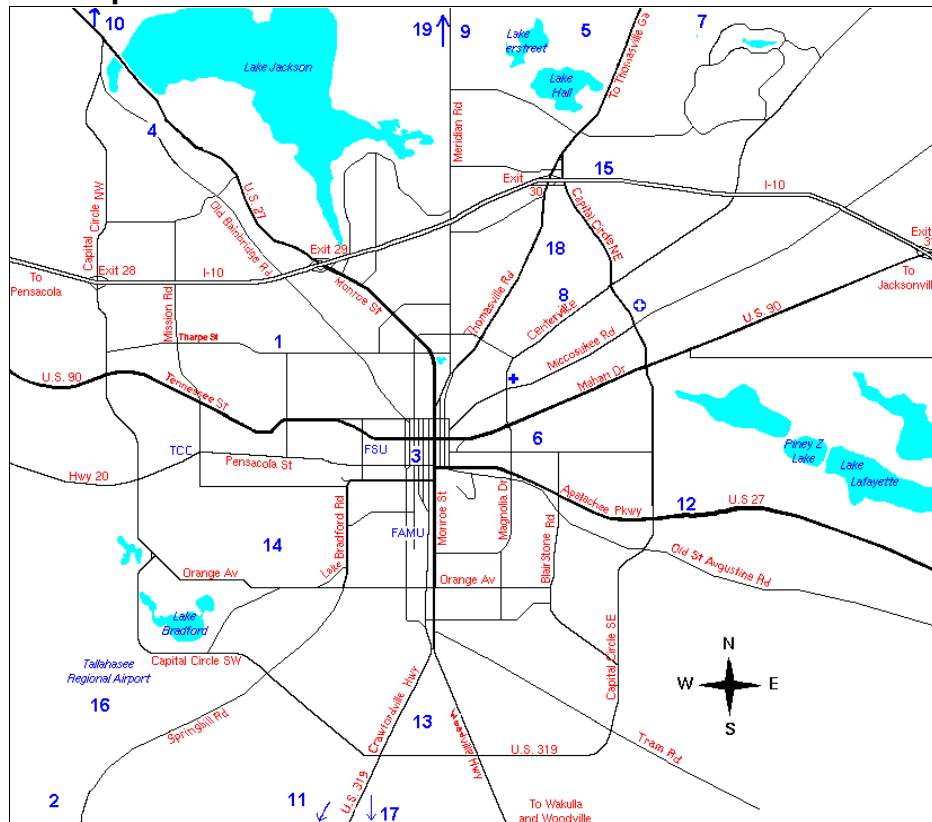 10
19
9
5
7
Lake
erstreet
To Thomasville Ga
Lake Jackson
Lake
Hall
4
Meridian Rd
15
Exit
30
I-10
Capital Circle NW
U.S. 27
Old Bainbridge Rd
Capital Circle NE
18
Exit
3
To
Jacksonvill
Exit 29
To
Pensacola
Exit 28
I-10
Monroe St
Mission Rd
Thomasville Rd
8
Centerville
U.S. 90
1
Tharpe St
Miccosukee Rd
Mahan Dr
U.S. 90
Tennessee St
6
TCC
FSU
3
Piney Z
Lake
Lake
Lafayette
Hwy 20
Pensacola St
Magnolia Dr
Apalachee Pkwy
12
U.S 27
Lake Bradford Rd
Monroe St
FAMU
Blair Stone Rd
14
Old St Augustine Rd
Orange Av
Orange Av
Lake
Bradford
Capital Circle SE
N
W
E
S
Tallahasee
Regional Airport
Capital Circle SW
16
Springhill Rd
Crawfordville Hwy
13
Woodville Hwy
U.S. 319
Tram Rd
2
11
U.S. 319
17
To Wakulla
and Woodville